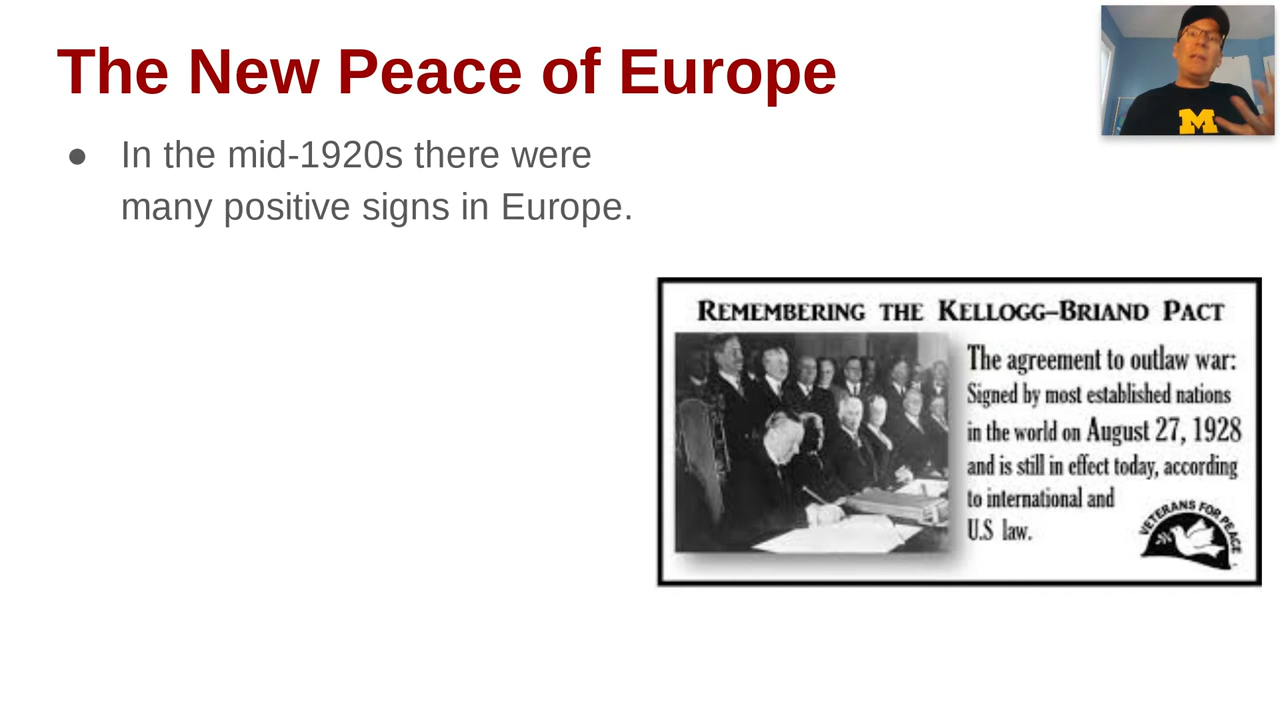 The New Peace of Europe
● In the mid-1920s there were
many positive signs in Europe.
M
REMEMBERING THE KELLOGG–BRIAND PACT
The agreement to outlaw war:
Signed by most established nations
in the world on August 27, 1928
and is still in effect today, according
to international and
U.S law.
VETERANS FOR PEACE